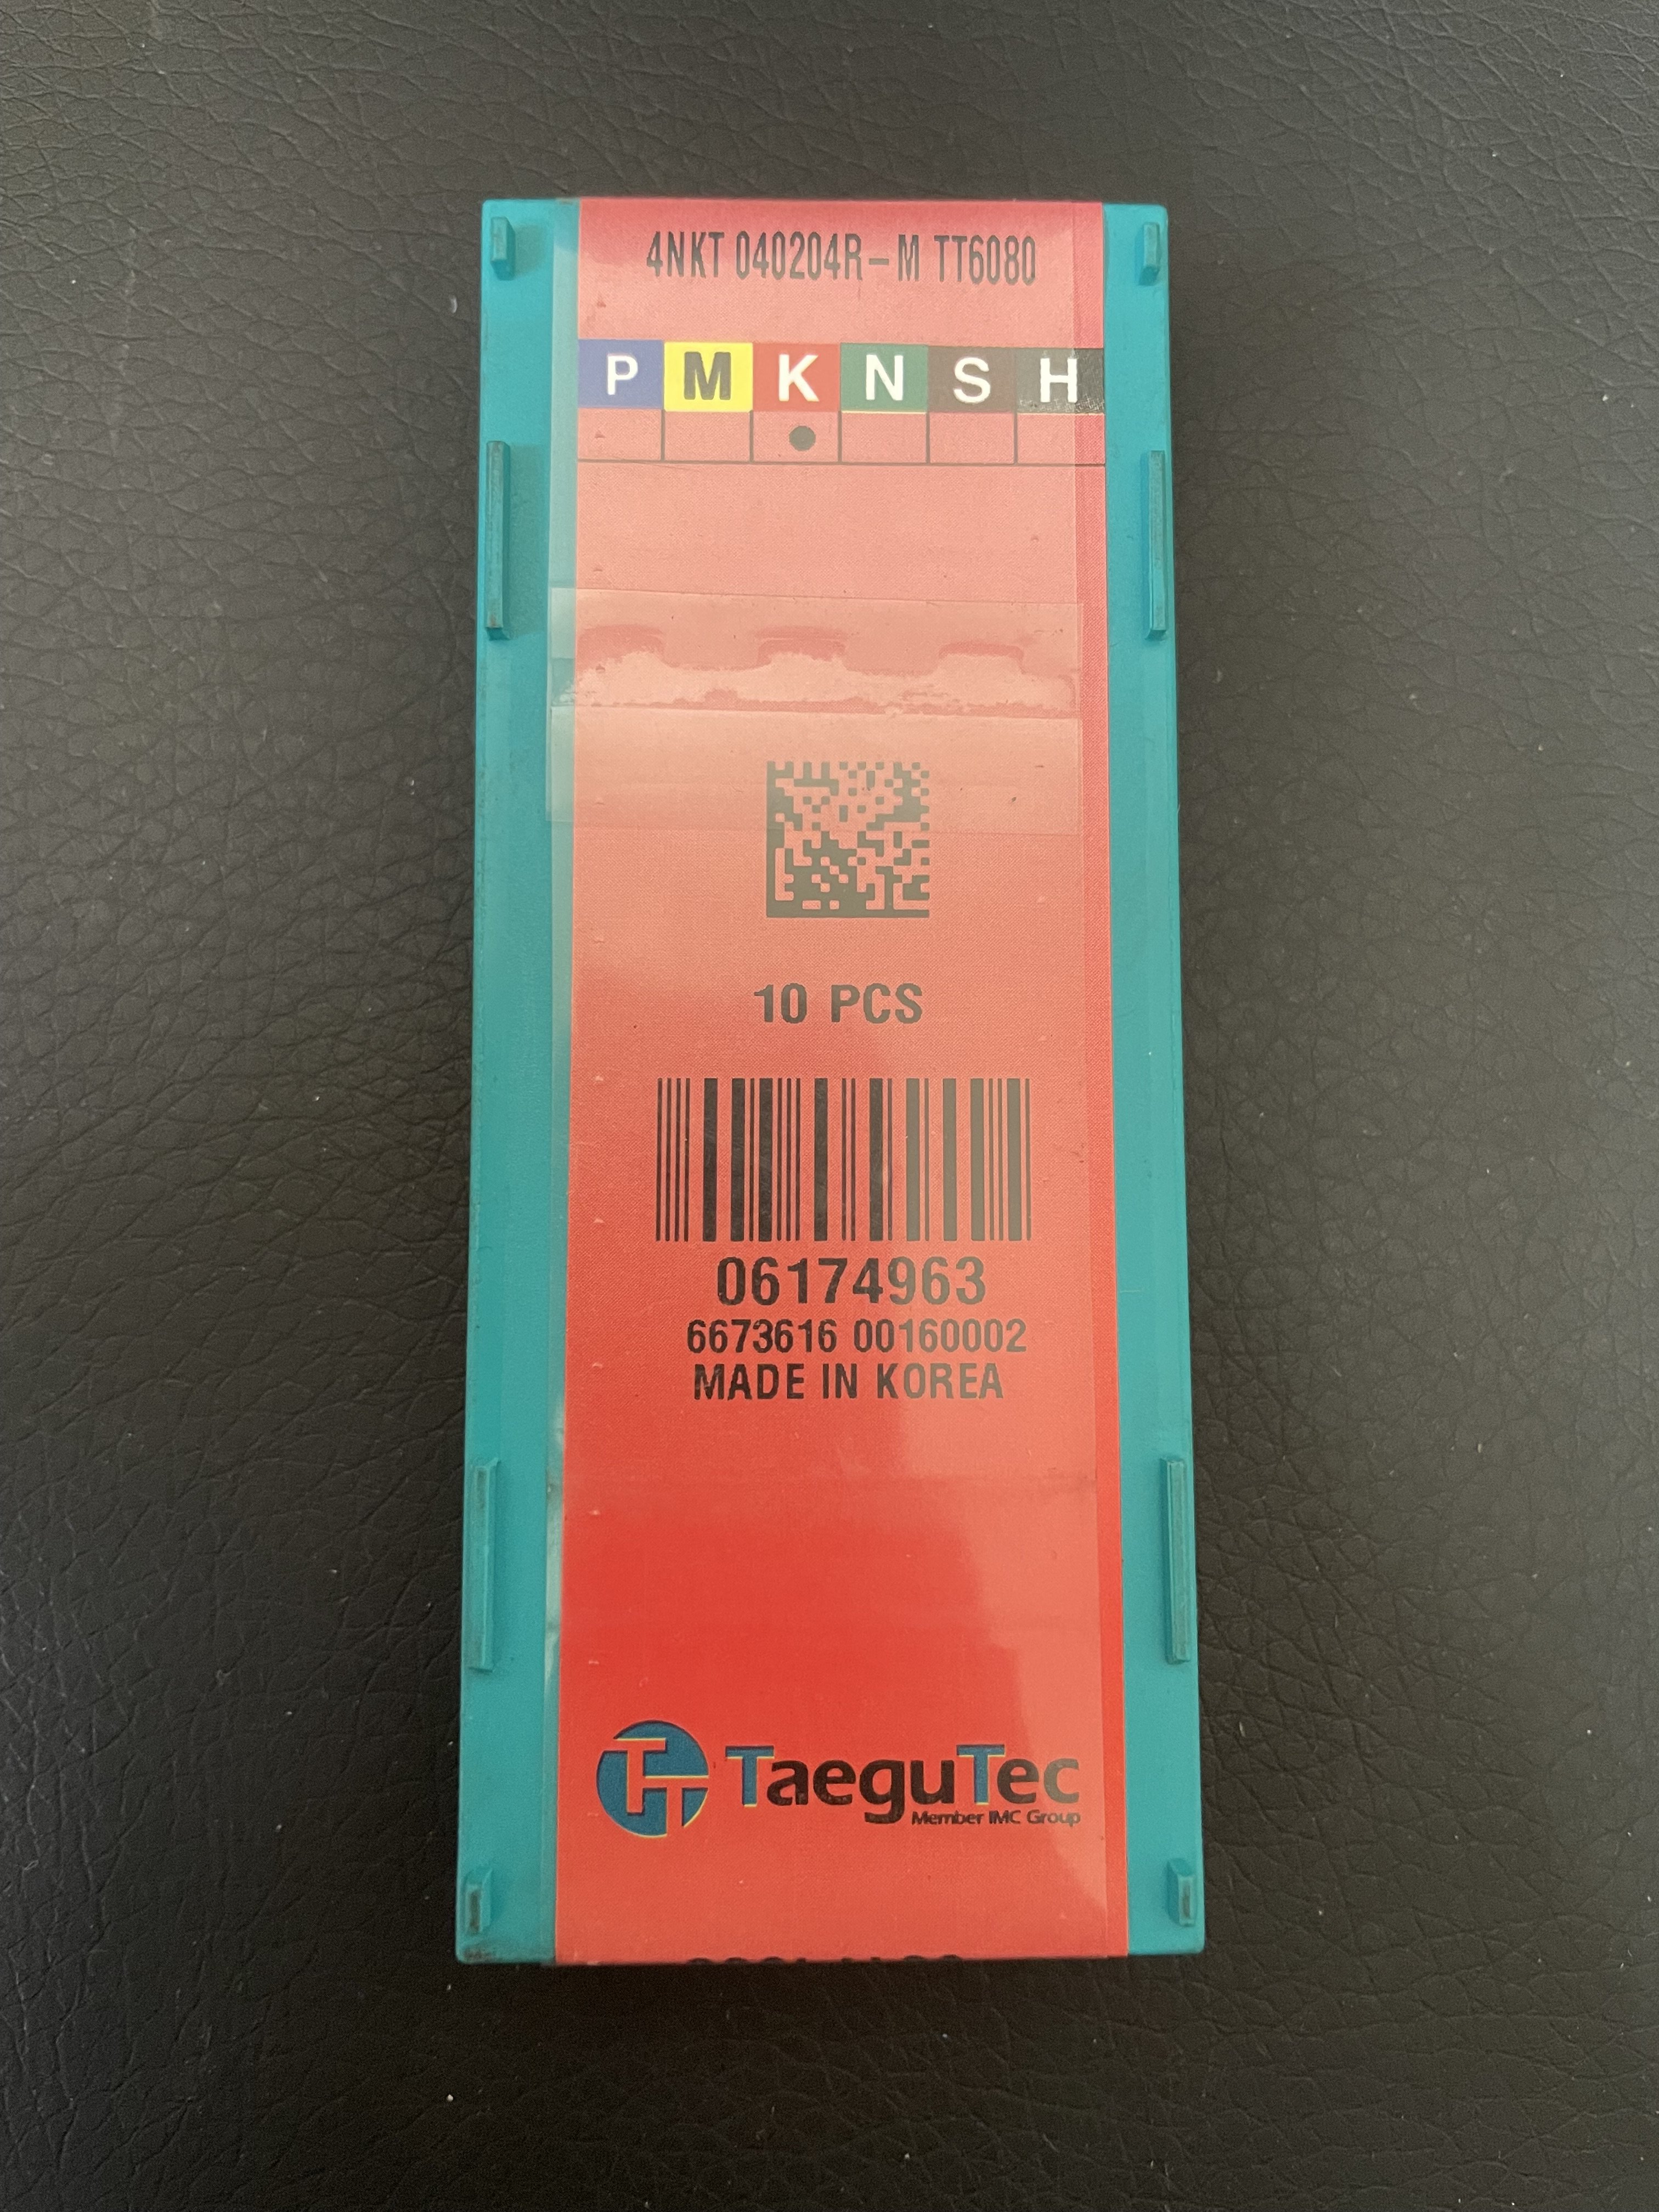 4NKT 040204R-M TT6080
P M K N S H
10 PCS
06174963
6673616 00160002
MADE IN KOREA
TaeguTec
Member IMC Group